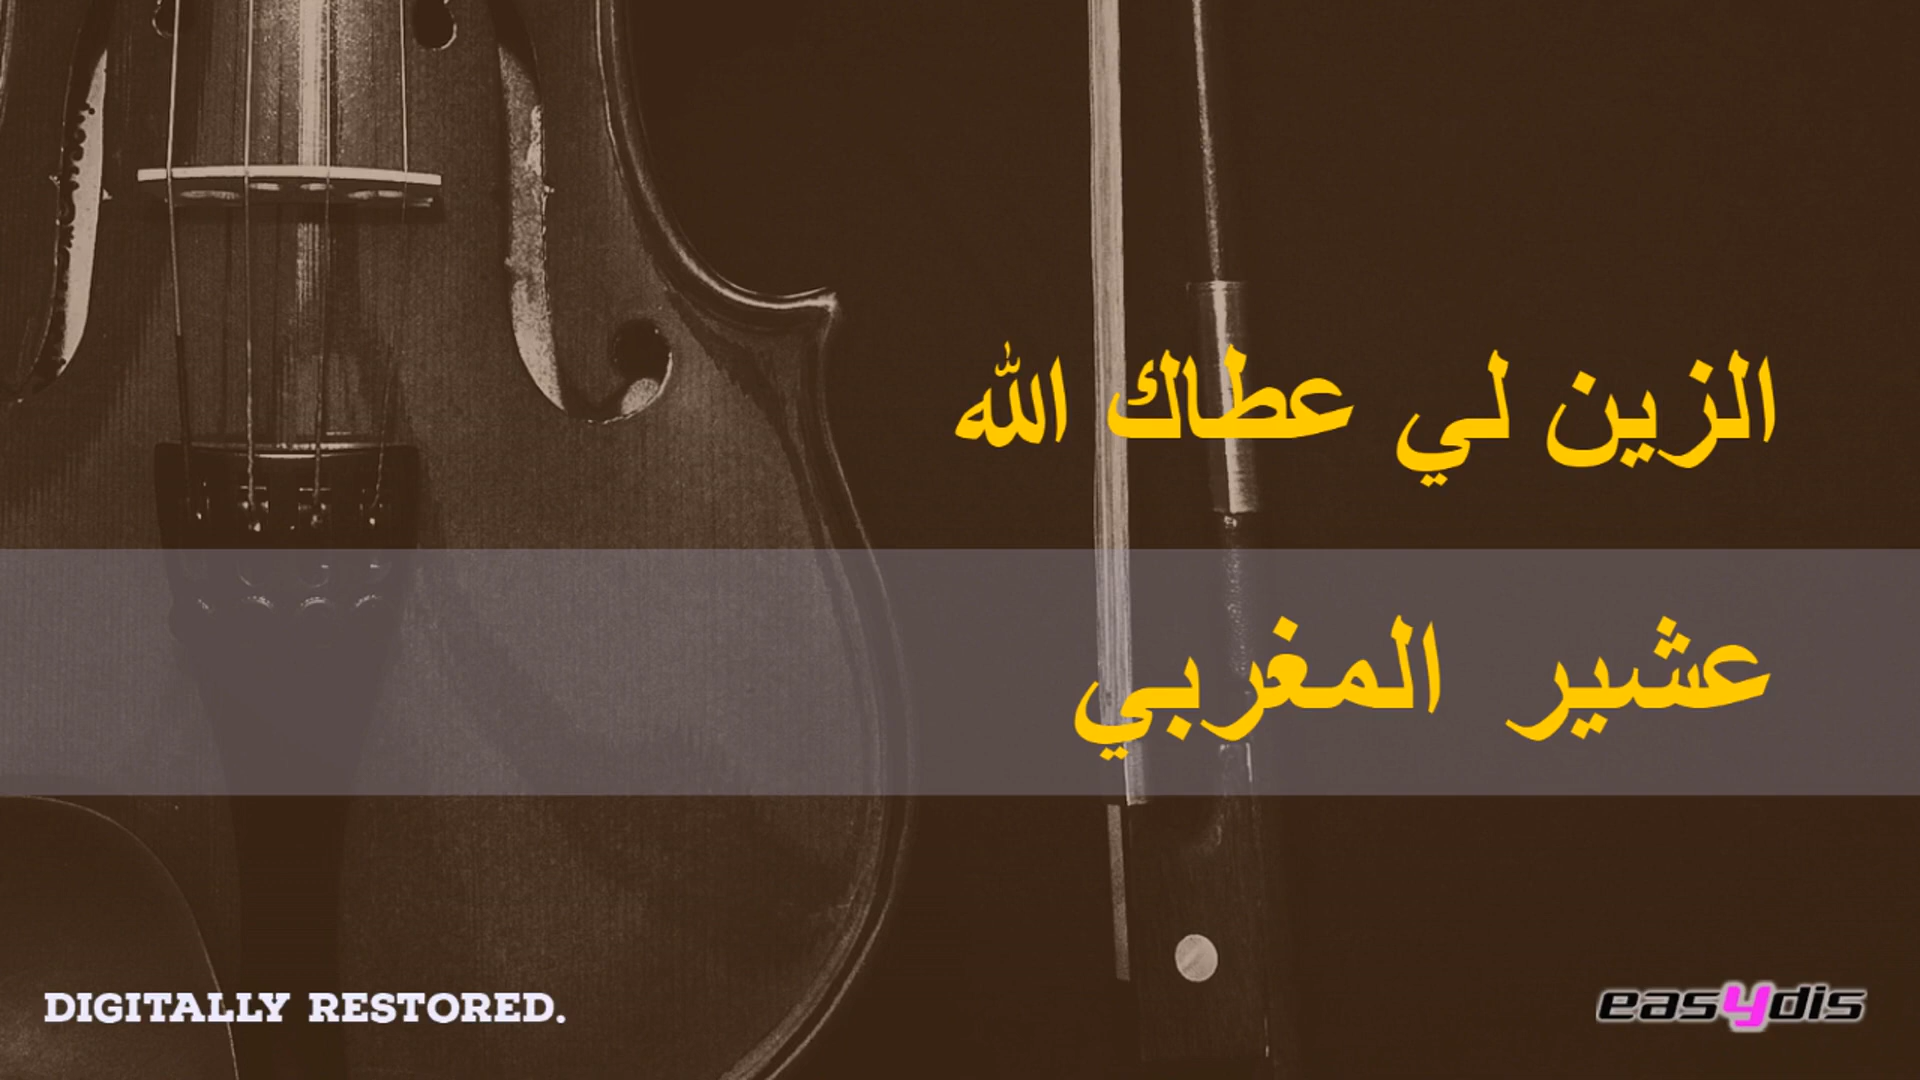 الزين لي عطاك الله
عشير المغربي
DIGITALLY RESTORED.
easydis